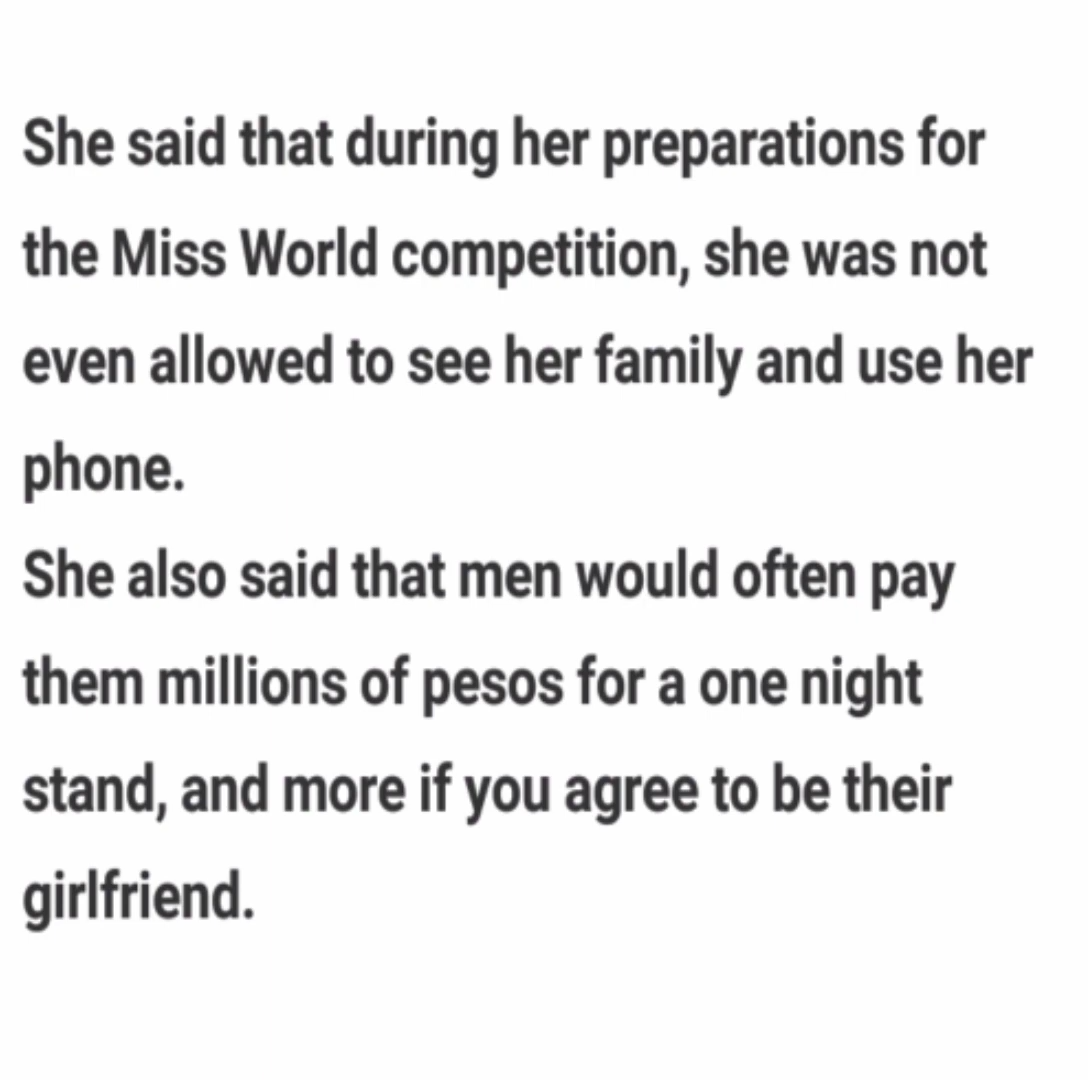 She said that during her preparations for
the Miss World competition, she was not
even allowed to see her family and use her
phone.
She also said that men would often pay
them millions of pesos for a one night
stand, and more if you agree to be their
girlfriend.